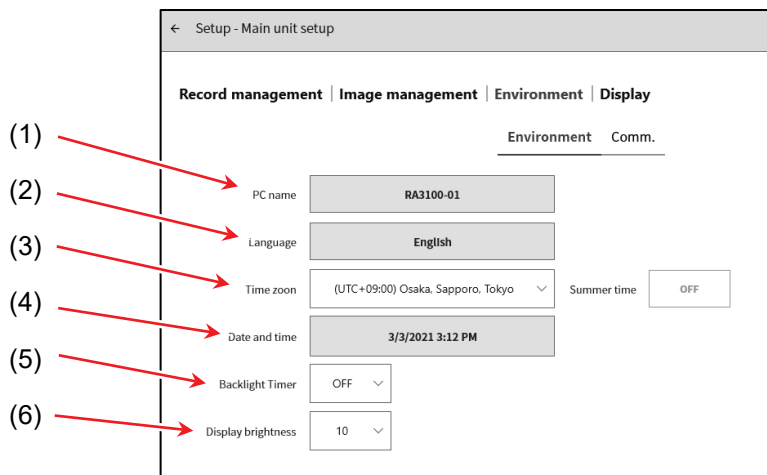 ← Setup - Main unit setup
Record management | Image management | Environment | Display
Environment Comm.
(1) PC name RA3100-01
(2) Language English
(3) Time zoon (UTC+09:00) Osaka, Sapporo, Tokyo Summer time OFF
(4) Date and time 3/3/2021 3:12 PM
(5) Backlight Timer OFF
(6) Display brightness 10